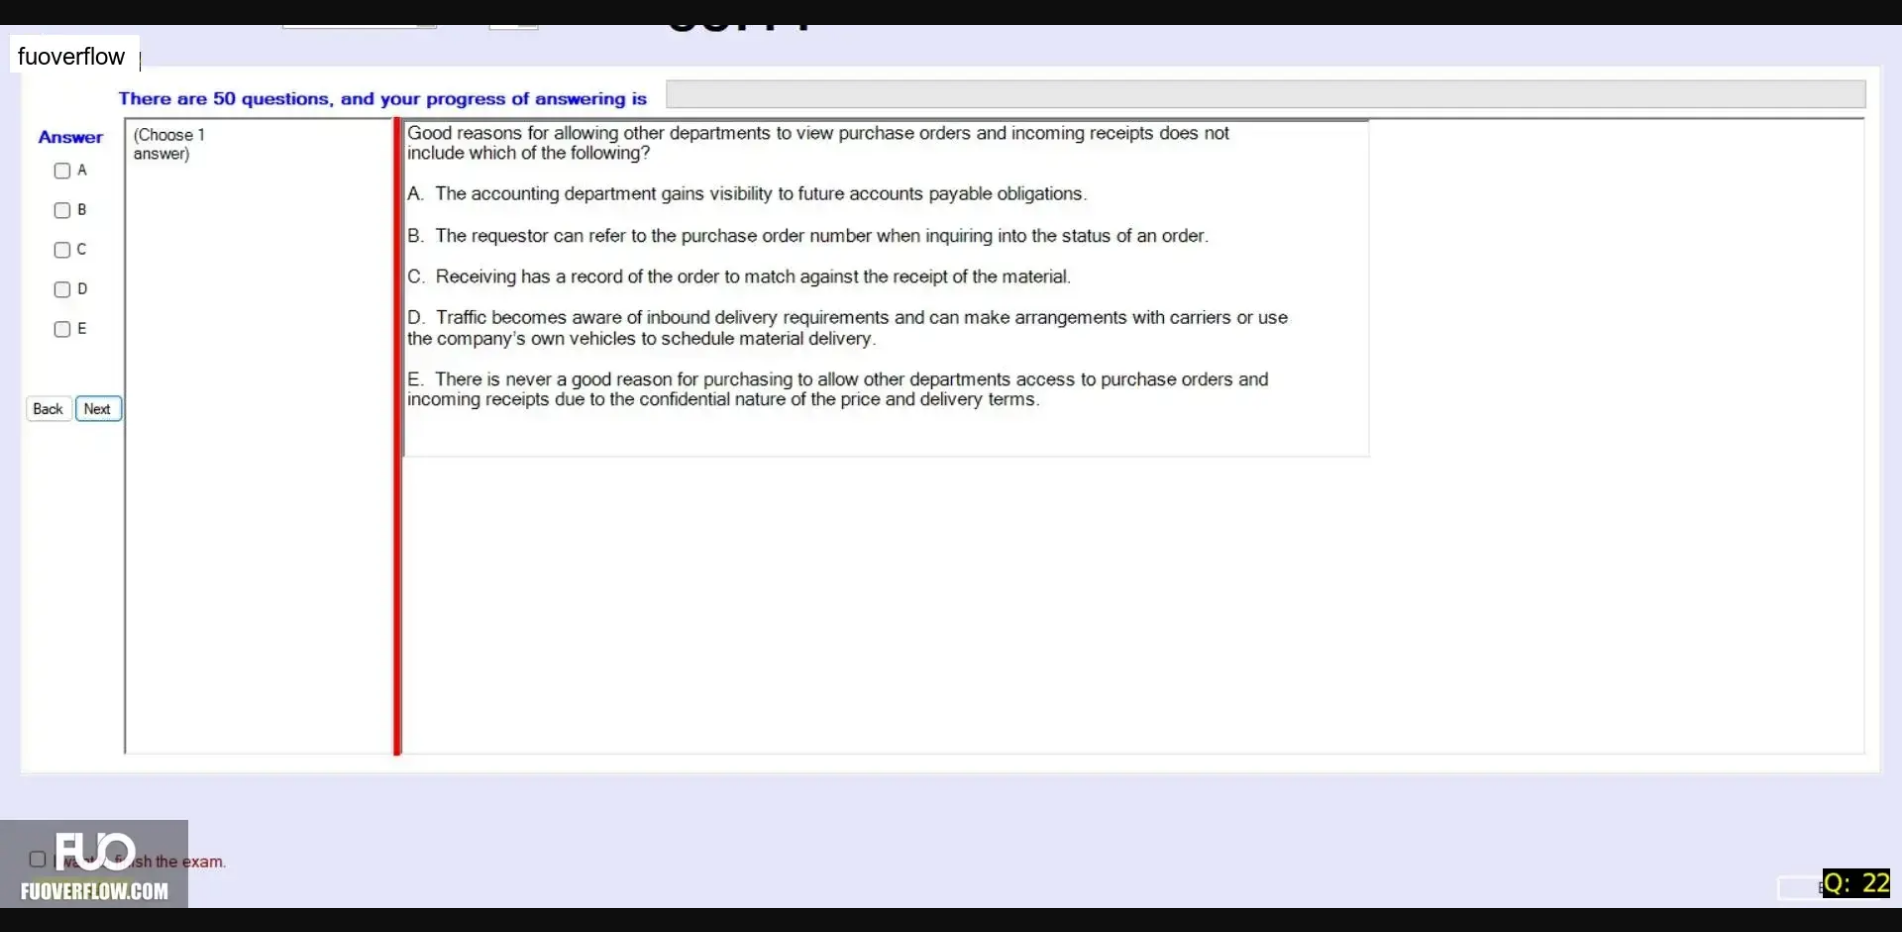 fuoverflow
There are 50 questions, and your progress of answering is
Answer
(Choose 1
answer)
A
B
C
D
E
Back
Next
Good reasons for allowing other departments to view purchase orders and incoming receipts does not
include which of the following?
A. The accounting department gains visibility to future accounts payable obligations.
B. The requestor can refer to the purchase order number when inquiring into the status of an order.
C. Receiving has a record of the order to match against the receipt of the material.
D. Traffic becomes aware of inbound delivery requirements and can make arrangements with carriers or use
the company's own vehicles to schedule material delivery.
E. There is never a good reason for purchasing to allow other departments access to purchase orders and
incoming receipts due to the confidential nature of the price and delivery terms.
FUO
the exam.
FUOVERFLOW.COM
Q: 22